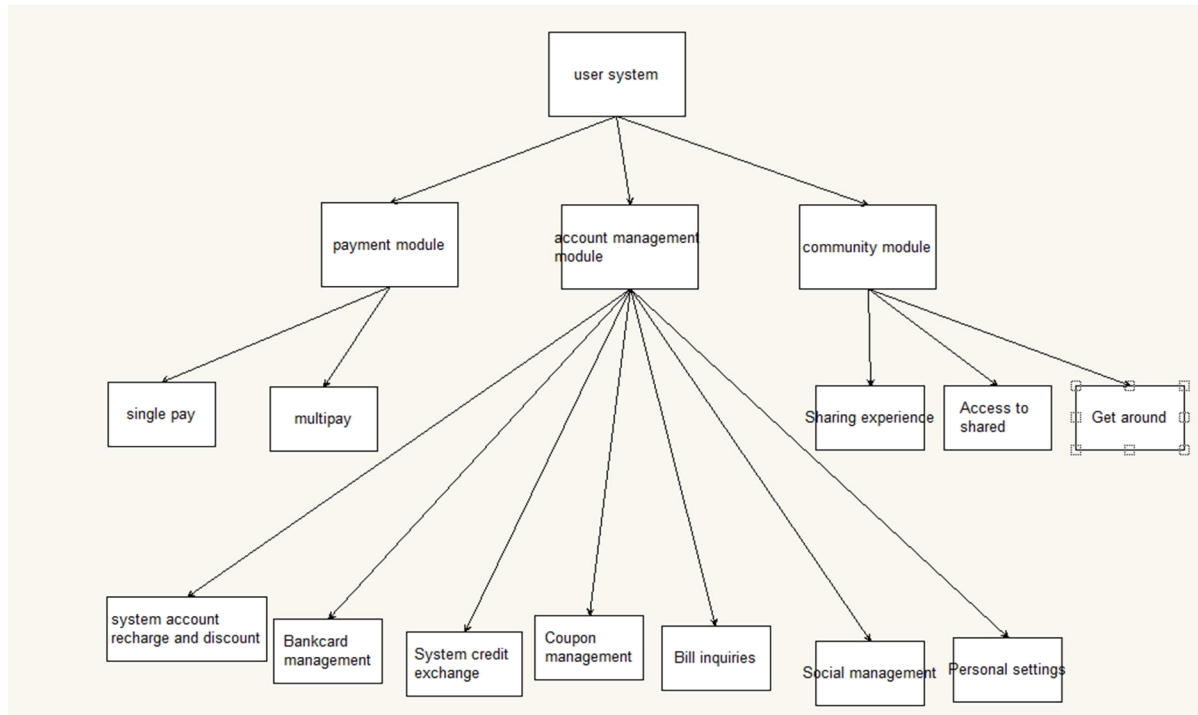 user system
payment module
account management
module
community module
single pay
multipay
Sharing experience
Access to
shared
Get around
system account
recharge and discount
Bankcard
management
System credit
exchange
Coupon
management
Bill inquiries
Social management
Personal settings